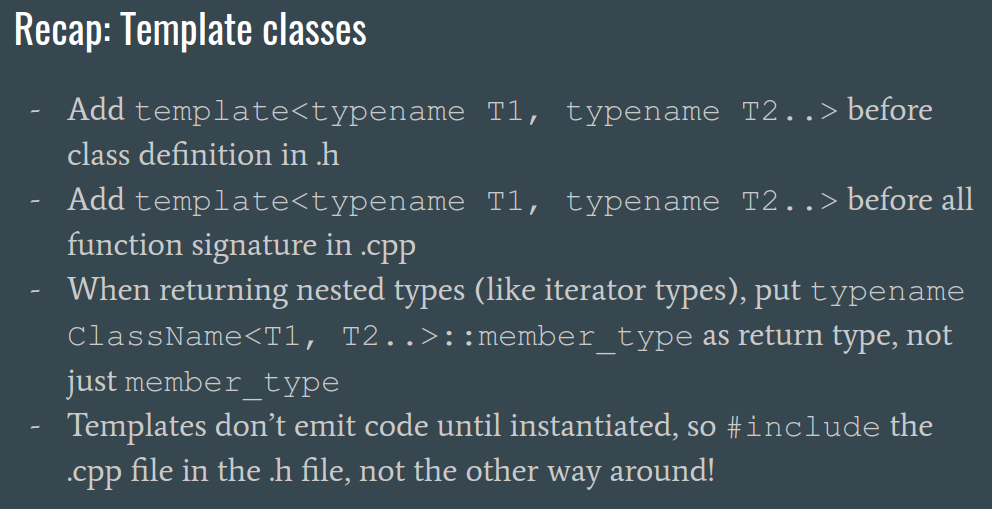 Recap: Template classes
- Add template<typename T1, typename T2..> before
class definition in .h
- Add template<typename T1, typename T2..> before all
function signature in .cpp
- When returning nested types (like iterator types), put typename
ClassName<T1, T2..>::member_type as return type, not
just member_type
- Templates don’t emit code until instantiated, so #include the
.cpp file in the .h file, not the other way around!